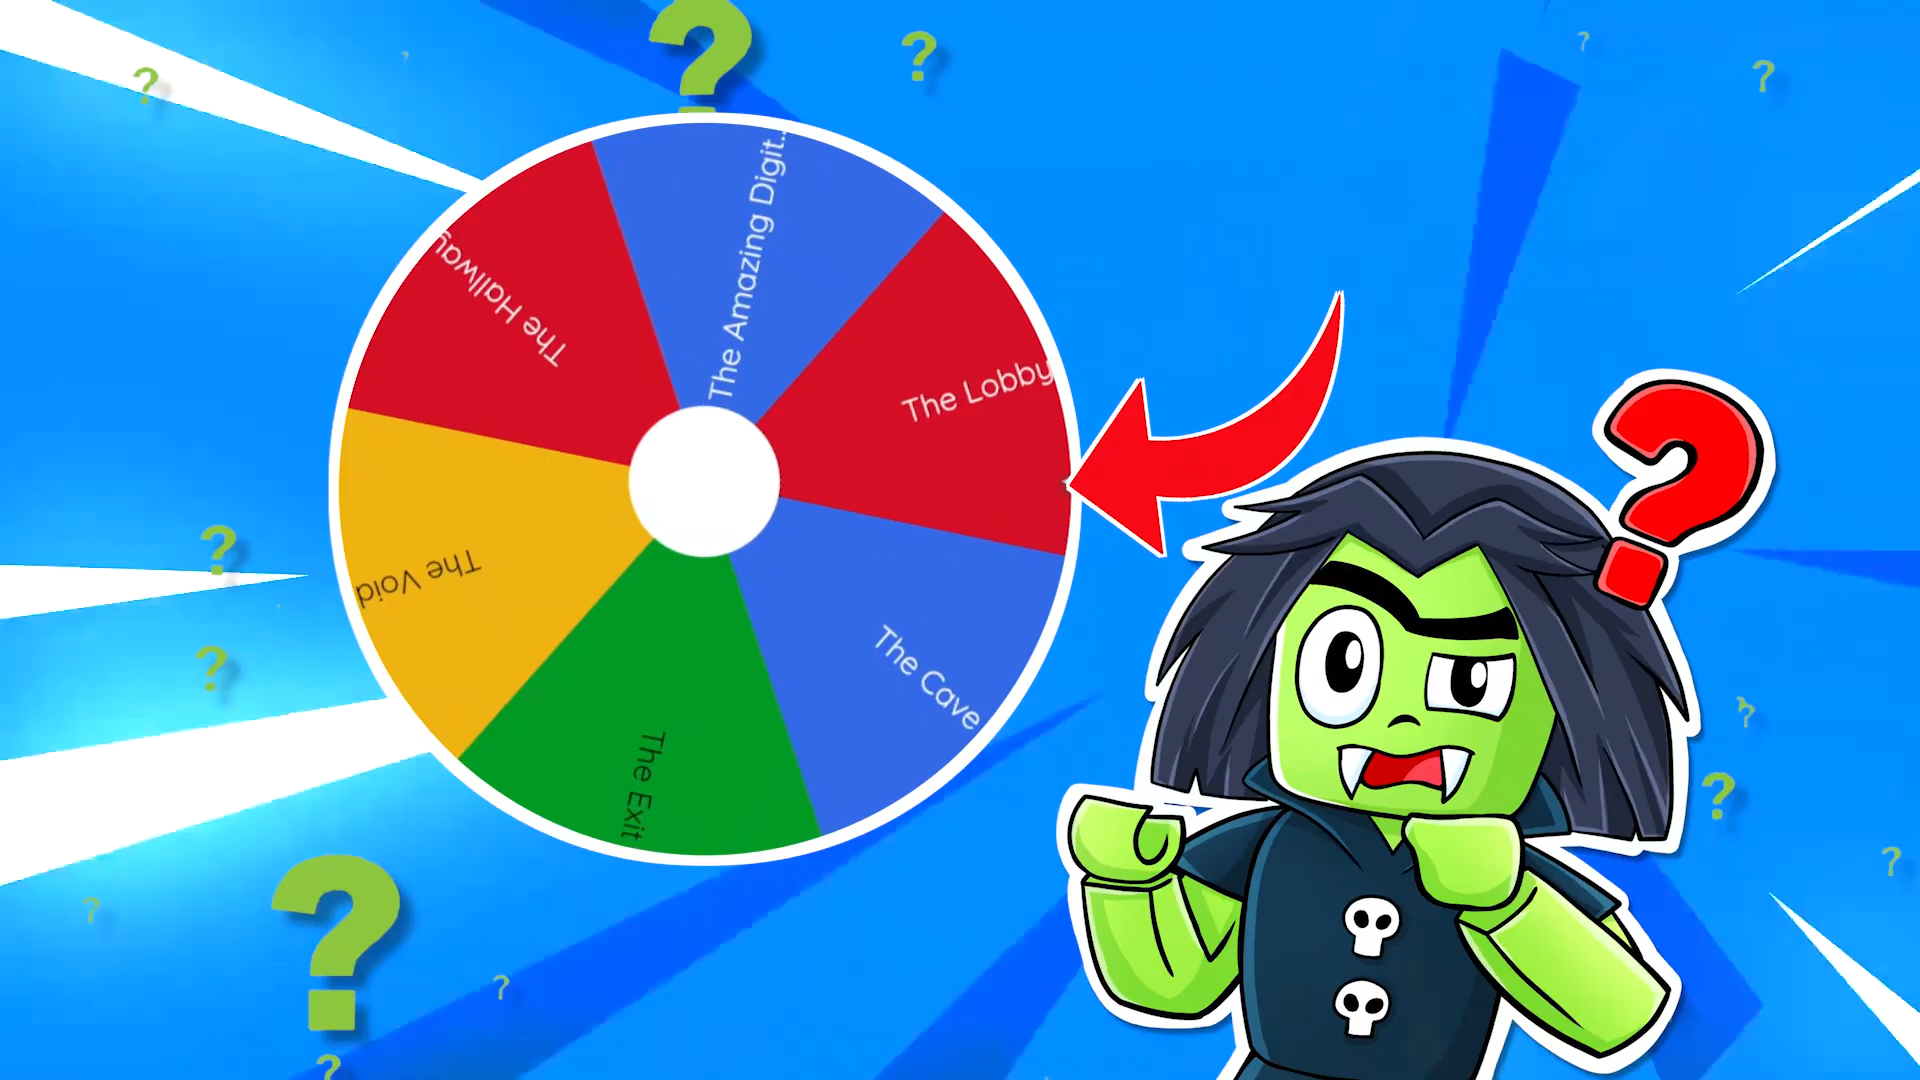 The Amazing Digit...
The Lobby
The Cave
The Exit
The Void
The Hallway
?